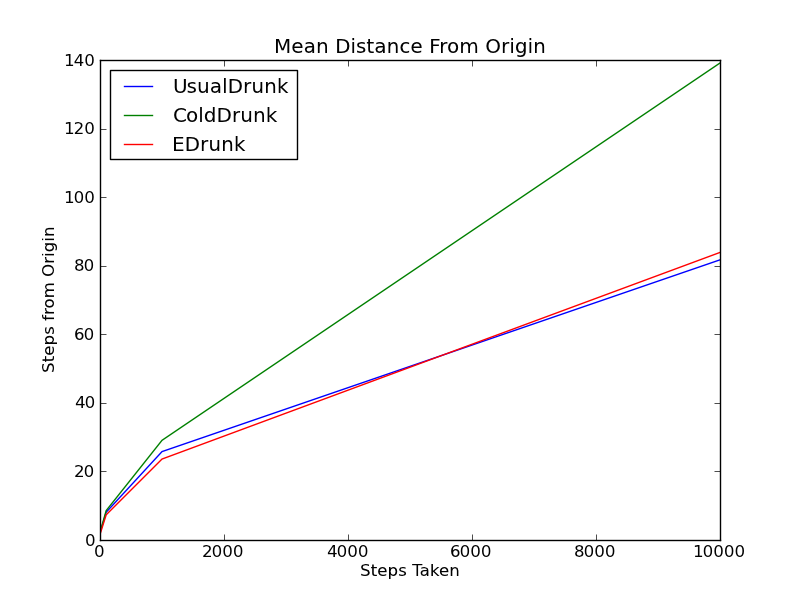 Mean Distance From Origin
UsualDrunk
ColdDrunk
EDrunk
140
120
100
80
60
40
20
0
Steps from Origin
0 2000 4000 6000 8000 10000
Steps Taken